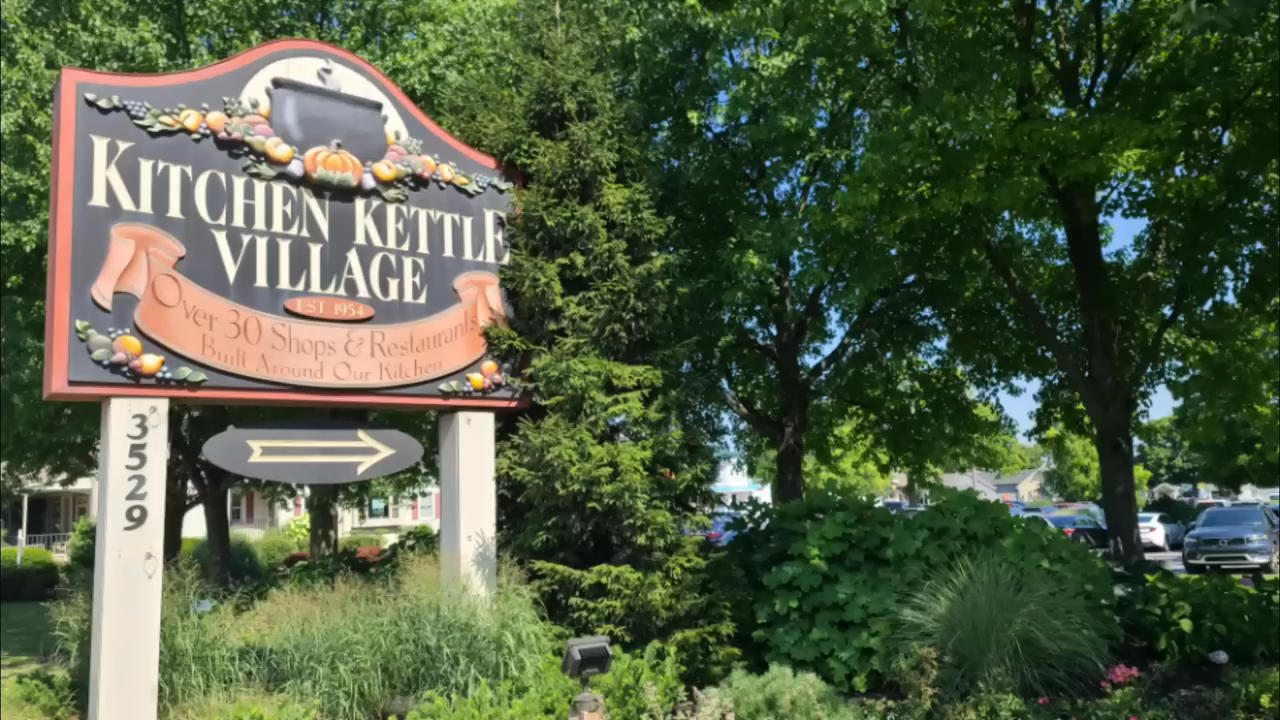 KITCHEN KETTLE
VILLAGE
EST. 1954
Over 30 Shops & Restaurants
Built Around Our Kitchen
3529